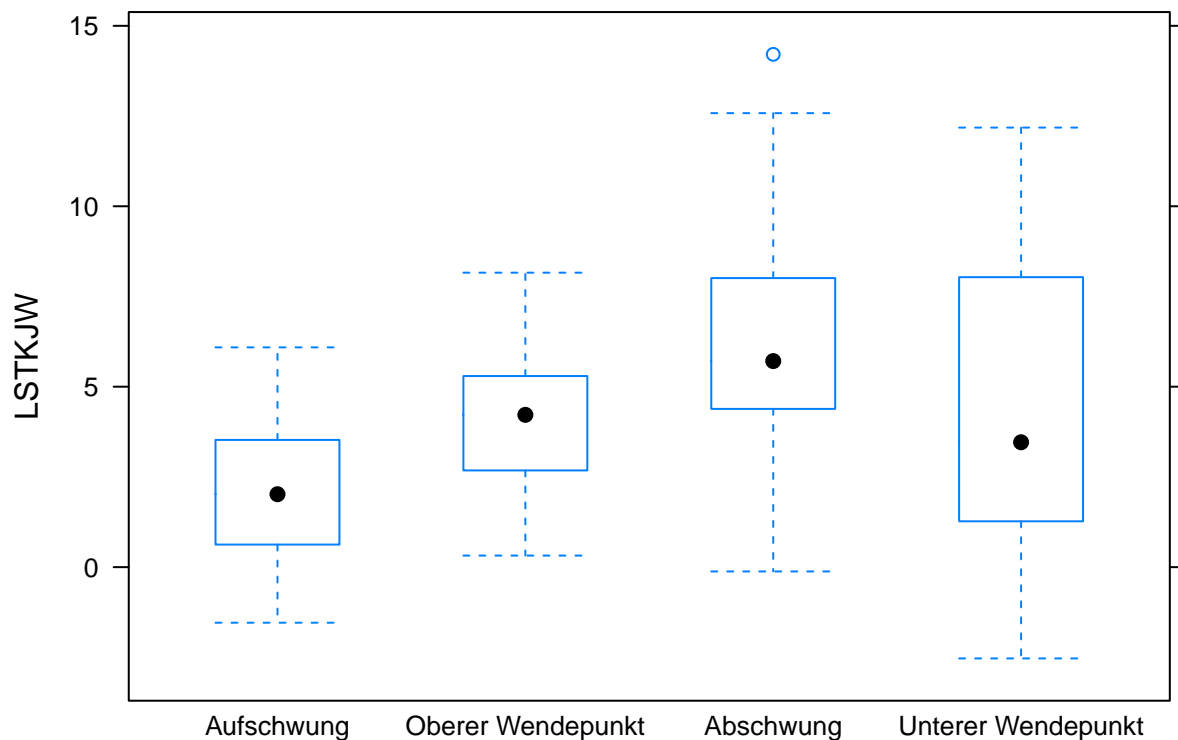 15
10
5
0
LSTKJW
Aufschwung
Oberer Wendepunkt
Abschwung
Unterer Wendepunkt